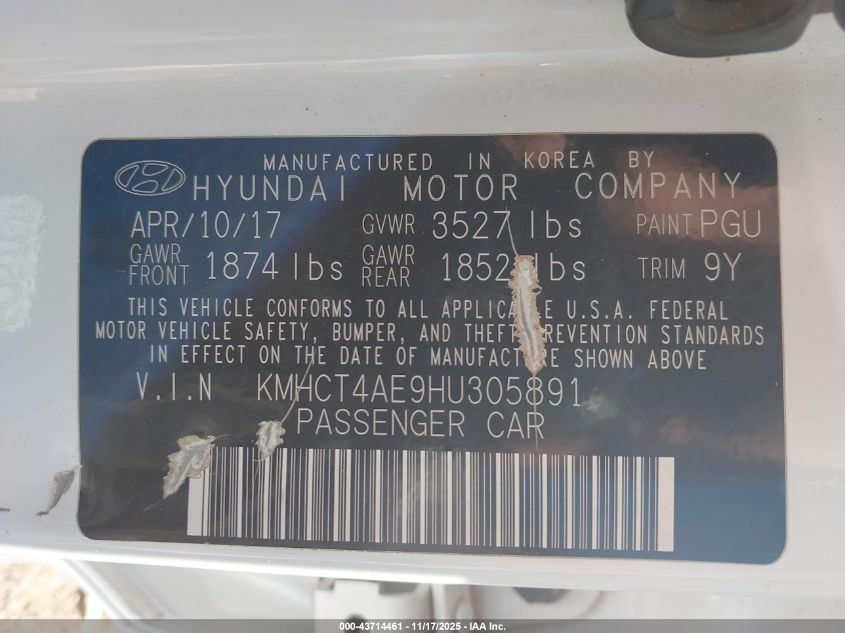 MANUFACTURED IN KOREA BY
HYUNDAI MOTOR COMPANY
APR/10/17 GVWR 3527 lbs PAINT PGU
GAWR FRONT 1874 lbs GAWR REAR 1852 lbs TRIM 9Y
THIS VEHICLE CONFORMS TO ALL APPLICABLE U.S.A. FEDERAL
MOTOR VEHICLE SAFETY, BUMPER, AND THEFT PREVENTION STANDARDS
IN EFFECT ON THE DATE OF MANUFACTURE SHOWN ABOVE
V.I.N KMHCT4AE9HU305891
PASSENGER CAR
000-43714461 - 11/17/2025 - © IAA Inc.